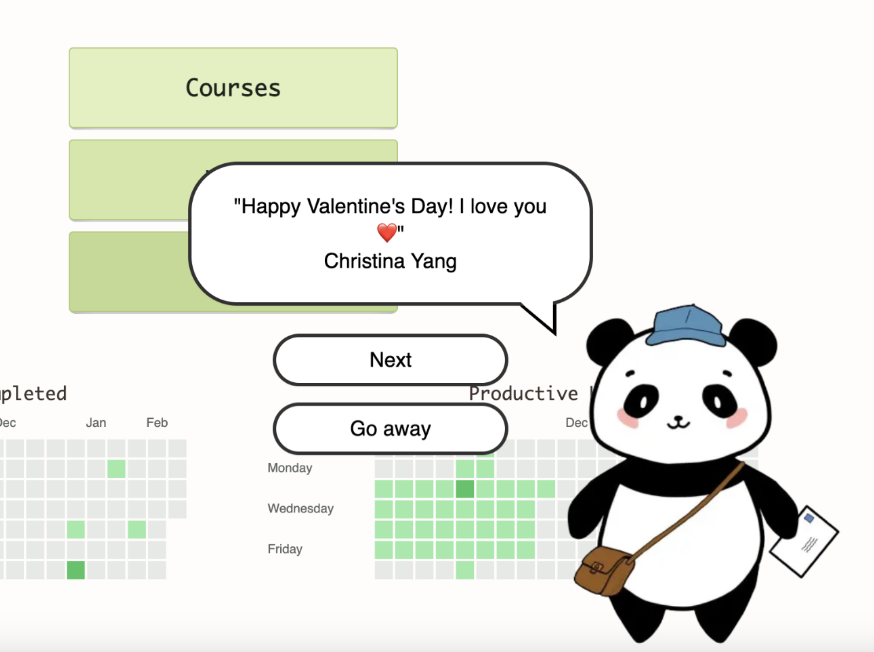 Courses
"Happy Valentine's Day! I love you
❤️"
Christina Yang
Next
Go away
Productive
Dec
Jan
Feb
Dec
Monday
Wednesday
Friday